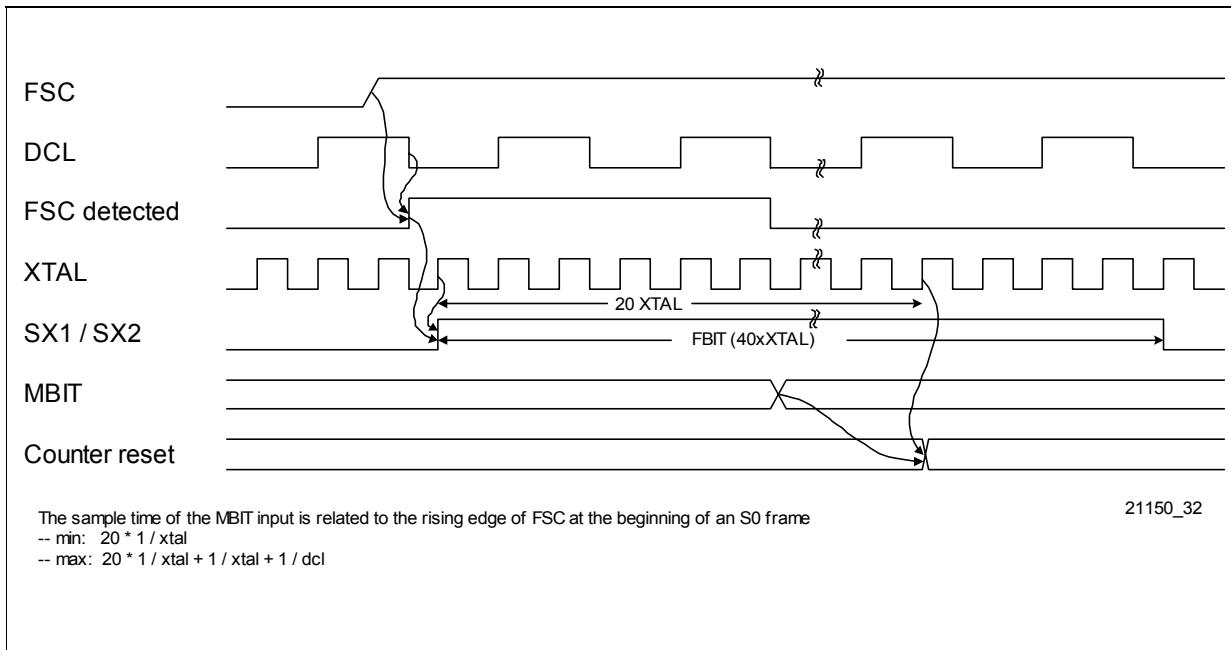 FSC
DCL
FSC detected
XTAL
20 XTAL
SX1 / SX2
FBIT (40xXTAL)
MBIT
Counter reset
The sample time of the MBIT input is related to the rising edge of FSC at the beginning of an S0 frame
21150_32
-- min: 20 * 1 / xtal
-- max: 20 * 1 / xtal + 1 / xtal + 1 / dcl